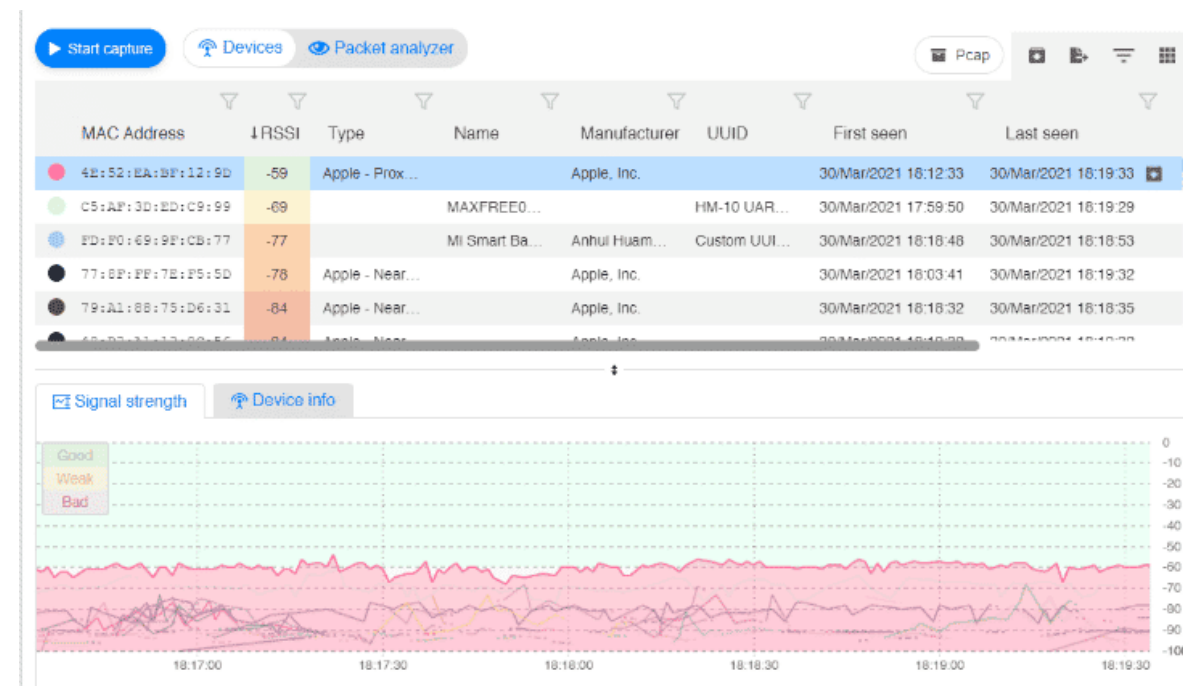 Start capture Devices Packet analyzer Pcap
MAC Address ↓RSSI Type Name Manufacturer UUID First seen Last seen
4E:52:EA:BF:12:9D -59 Apple - Prox... Apple, Inc. 30/Mar/2021 18:12:33 30/Mar/2021 18:19:33
C5:AF:3D:ED:C9:99 -69 MAXFREE0... HM-10 UAR... 30/Mar/2021 17:59:50 30/Mar/2021 18:19:29
FD:F0:69:9F:CB:77 -77 Mi Smart Ba... Anhui Huam... Custom UUI... 30/Mar/2021 18:18:48 30/Mar/2021 18:18:53
77:8F:FF:7E:F5:5D -78 Apple - Near... Apple, Inc. 30/Mar/2021 18:03:41 30/Mar/2021 18:19:32
79:A1:88:75:D6:31 -84 Apple - Near... Apple, Inc. 30/Mar/2021 18:18:32 30/Mar/2021 18:18:35
Signal strength Device info
Good
Weak
Bad
0
-10
-20
-30
-40
-50
-60
-70
-80
-90
-100
18:17:00 18:17:30 18:18:00 18:18:30 18:19:00 18:19:30